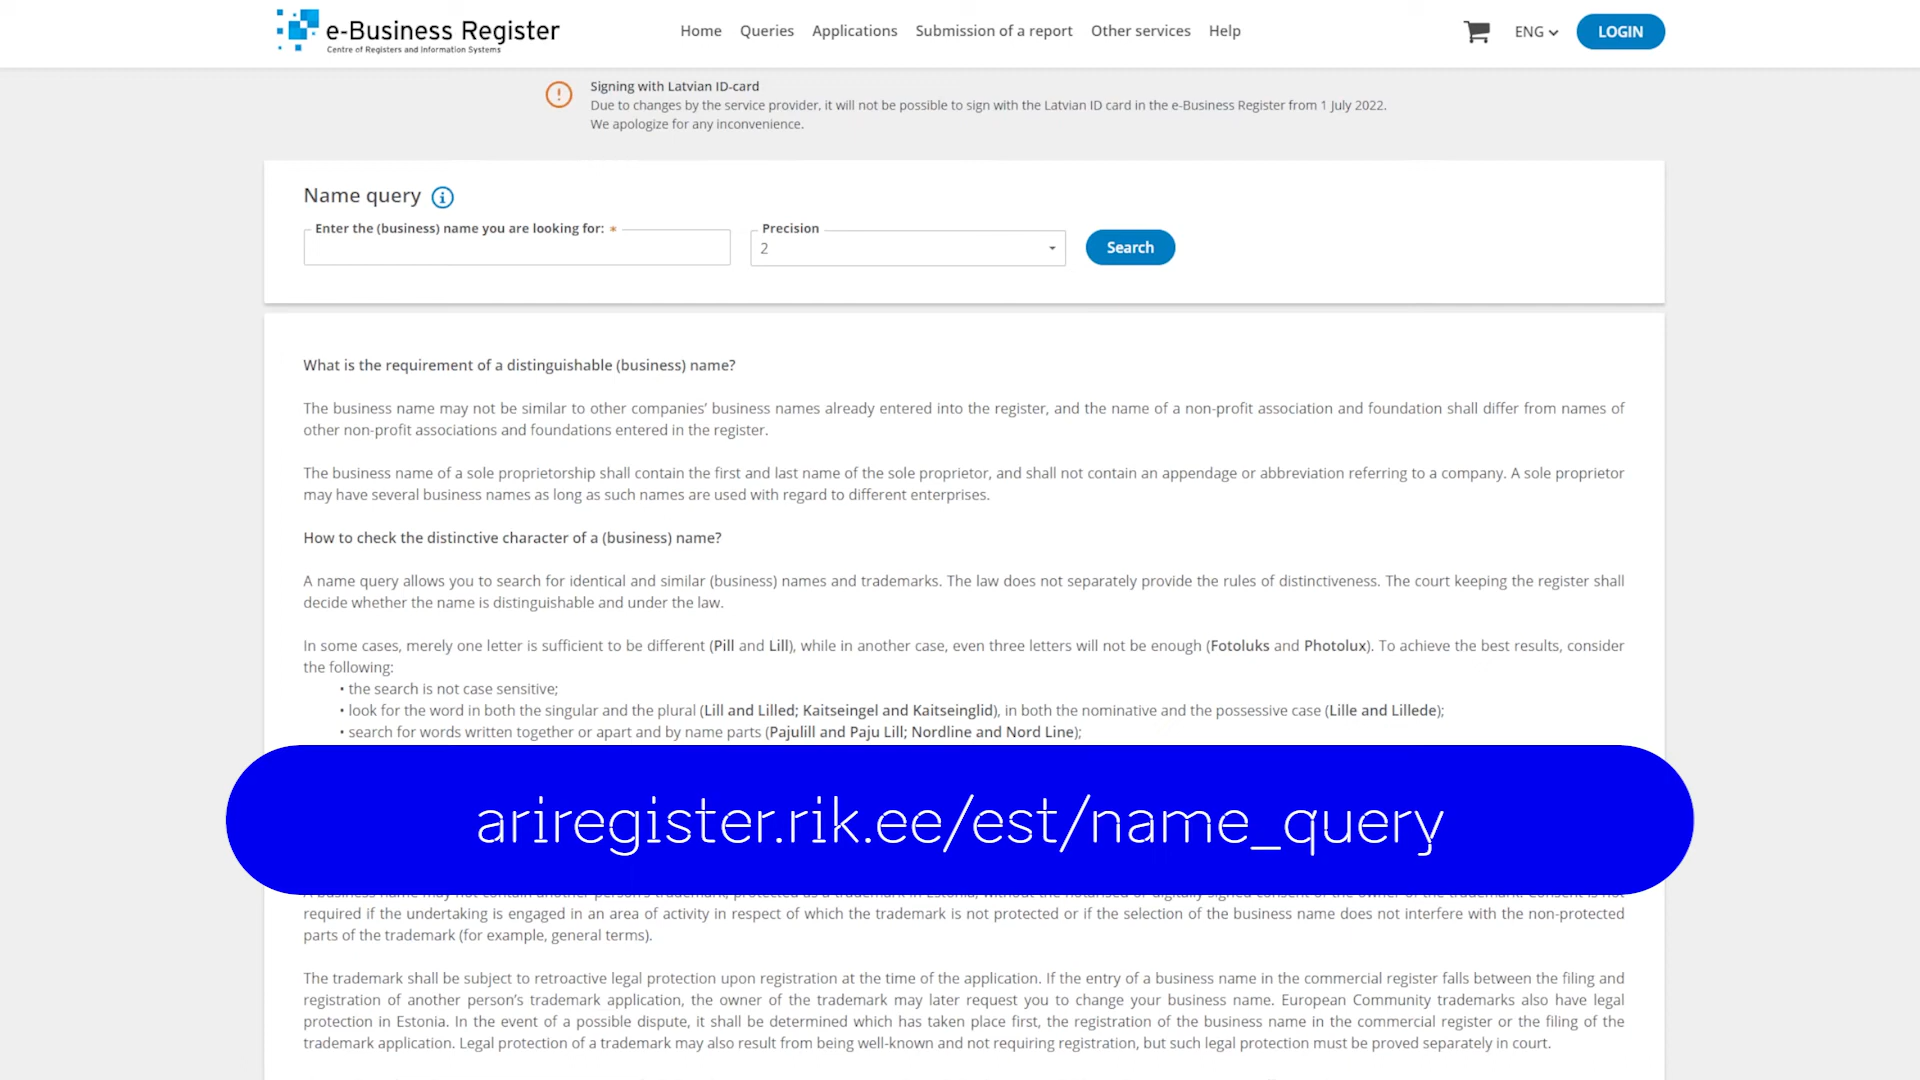 e-Business Register
Centre of Registers and Information Systems
Home Queries Applications Submission of a report Other services Help
ENG LOGIN
Signing with Latvian ID-card
Due to changes by the service provider, it will not be possible to sign with the Latvian ID card in the e-Business Register from 1 July 2022.
We apologize for any inconvenience.
Name query
Enter the (business) name you are looking for: *
Precision
2
Search
What is the requirement of a distinguishable (business) name?
The business name may not be similar to other companies’ business names already entered into the register, and the name of a non-profit association and foundation shall differ from names of
other non-profit associations and foundations entered in the register.
The business name of a sole proprietorship shall contain the first and last name of the sole proprietor, and shall not contain an appendage or abbreviation referring to a company. A sole proprietor
may have several business names as long as such names are used with regard to different enterprises.
How to check the distinctive character of a (business) name?
A name query allows you to search for identical and similar (business) names and trademarks. The law does not separately provide the rules of distinctiveness. The court keeping the register shall
decide whether the name is distinguishable and under the law.
In some cases, merely one letter is sufficient to be different (Pill and Lill), while in another case, even three letters will not be enough (Fotoluks and Photolux). To achieve the best results, consider
the following:
• the search is not case sensitive;
• look for the word in both the singular and the plural (Lill and Lilled; Kaitseingel and Kaitseinglid), in both the nominative and the possessive case (Lille and Lillede);
• search for words written together or apart and by name parts (Pajulill and Paju Lill; Nordline and Nord Line);
ariregister.rik.ee/est/name_query
required if the undertaking is engaged in an area of activity in respect of which the trademark is not protected or if the selection of the business name does not interfere with the non-protected
parts of the trademark (for example, general terms).
The trademark shall be subject to retroactive legal protection upon registration at the time of the application. If the entry of a business name in the commercial register falls between the filing and
registration of another person’s trademark application, the owner of the trademark may later request you to change your business name. European Community trademarks also have legal
protection in Estonia. In the event of a possible dispute, it shall be determined which has taken place first, the registration of the business name in the commercial register or the filing of the
trademark application. Legal protection of a trademark may also result from being well-known and not requiring registration, but such legal protection must be proved separately in court.